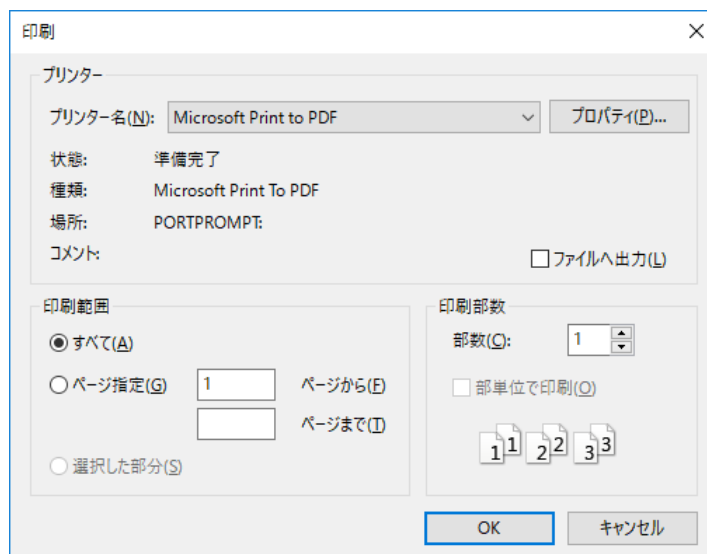 印刷
プリンター
プリンター名(N): Microsoft Print to PDF プロパティ(P)...
状態: 準備完了
種類: Microsoft Print To PDF
場所: PORTPROMPT:
コメント:
ファイルへ出力(L)
印刷範囲
すべて(A)
ページ指定(G) 1 ページから(F)
ページまで(T)
選択した部分(S)
印刷部数
部数(C): 1
部単位で印刷(O)
1 1 2 2 3 3
OK キャンセル